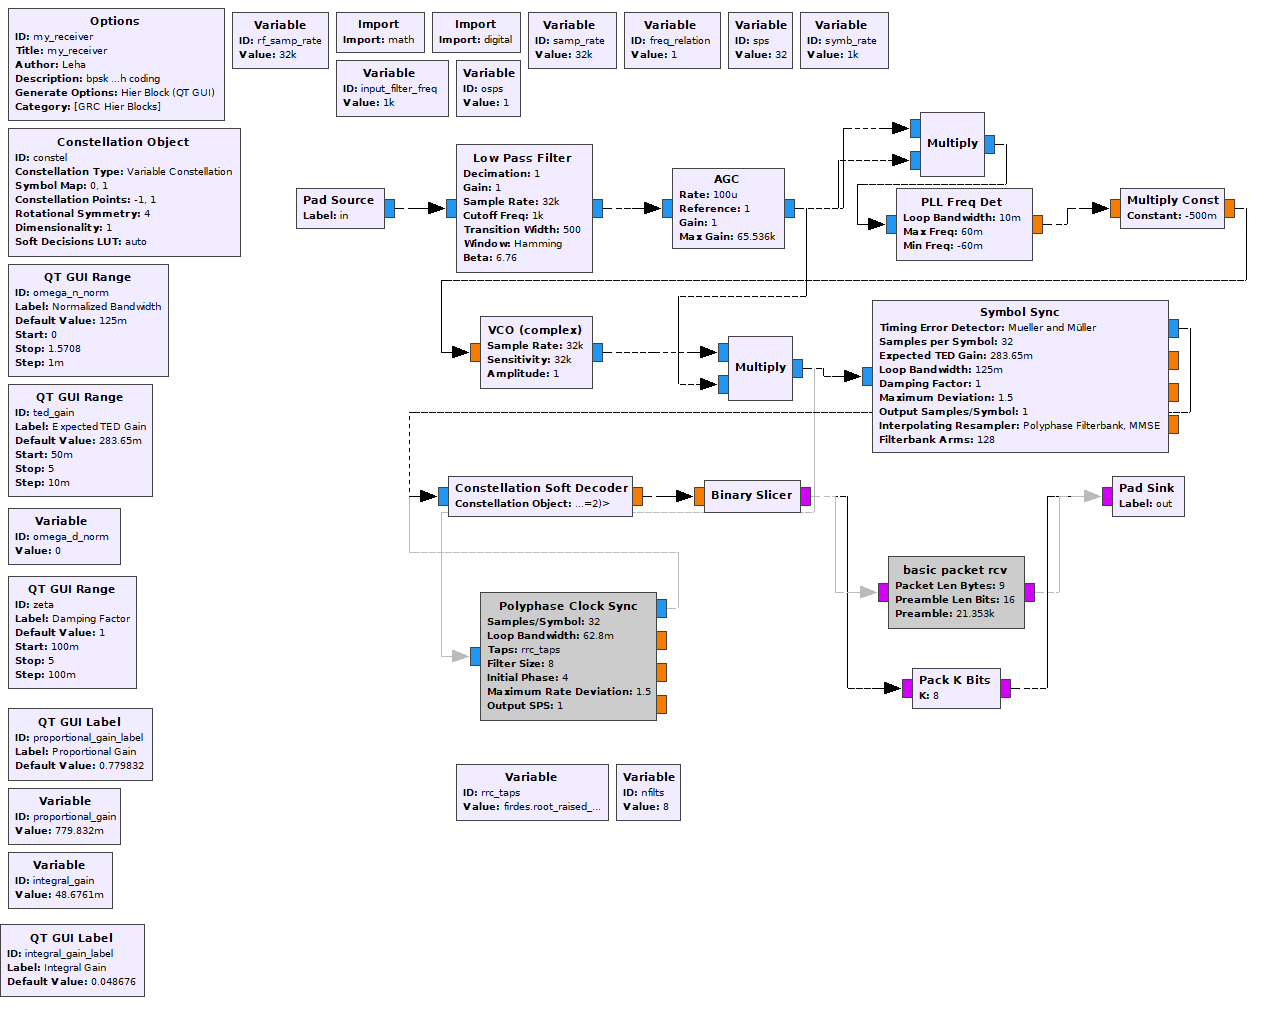 Options
ID: my_receiver
Title: my_receiver
Author: Leha
Description: bpsk ...h coding
Generate Options: Hier Block (QT GUI)
Category: [GRC Hier Blocks]
Variable
ID: rf_samp_rate
Value: 32k
Import
Import: math
Import
Import: digital
Variable
ID: samp_rate
Value: 32k
Variable
ID: freq_relation
Value: 1
Variable
ID: sps
Value: 32
Variable
ID: symb_rate
Value: 1k
Variable
ID: input_filter_freq
Value: 1k
Variable
ID: osps
Value: 1
Constellation Object
ID: constel
Constellation Type: Variable Constellation
Symbol Map: 0, 1
Constellation Points: -1, 1
Rotational Symmetry: 4
Dimensionality: 1
Soft Decisions LUT: auto
Pad Source
Label: in
Low Pass Filter
Decimation: 1
Gain: 1
Sample Rate: 32k
Cutoff Freq: 1k
Transition Width: 500
Window: Hamming
Beta: 6.76
AGC
Rate: 100u
Reference: 1
Gain: 1
Max Gain: 65.536k
Multiply
PLL Freq Det
Loop Bandwidth: 10m
Max Freq: 60m
Min Freq: -60m
Multiply Const
Constant: -500m
QT GUI Range
ID: omega_n_norm
Label: Normalized Bandwidth
Default Value: 125m
Start: 0
Stop: 1.5708
Step: 1m
VCO (complex)
Sample Rate: 32k
Sensitivity: 32k
Amplitude: 1
Multiply
Symbol Sync
Timing Error Detector: Mueller and Müller
Samples per Symbol: 32
Expected TED Gain: 283.65m
Loop Bandwidth: 125m
Damping Factor: 1
Maximum Deviation: 1.5
Output Samples/Symbol: 1
Interpolating Resampler: Polyphase Filterbank, MMSE
Filterbank Arms: 128
QT GUI Range
ID: ted_gain
Label: Expected TED Gain
Default Value: 283.65m
Start: 50m
Stop: 5
Step: 10m
Constellation Soft Decoder
Constellation Object: ...=2)>
Binary Slicer
Pad Sink
Label: out
Variable
ID: omega_d_norm
Value: 0
basic packet rcv
Packet Len Bytes: 9
Preamble Len Bits: 16
Preamble: 21.353k
QT GUI Range
ID: zeta
Label: Damping Factor
Default Value: 1
Start: 100m
Stop: 5
Step: 100m
Polyphase Clock Sync
Samples/Symbol: 32
Loop Bandwidth: 62.8m
Taps: rrc_taps
Filter Size: 8
Initial Phase: 4
Maximum Rate Deviation: 1.5
Output SPS: 1
Pack K Bits
K: 8
QT GUI Label
ID: proportional_gain_label
Label: Proportional Gain
Default Value: 0.779832
Variable
ID: rrc_taps
Value: firdes.root_raised_...
Variable
ID: nfilts
Value: 8
Variable
ID: proportional_gain
Value: 779.832m
Variable
ID: integral_gain
Value: 48.6761m
QT GUI Label
ID: integral_gain_label
Label: Integral Gain
Default Value: 0.048676